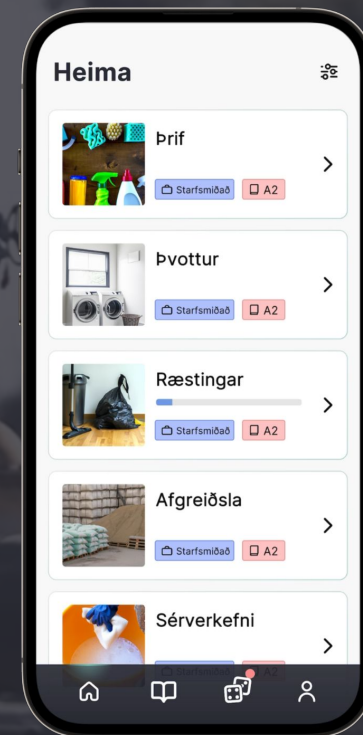 Heima
Þrif
Starfsmiðað A2
Þvottur
Starfsmiðað A2
Ræstingar
Starfsmiðað A2
Afgreiðsla
Starfsmiðað A2
Sérverkefni